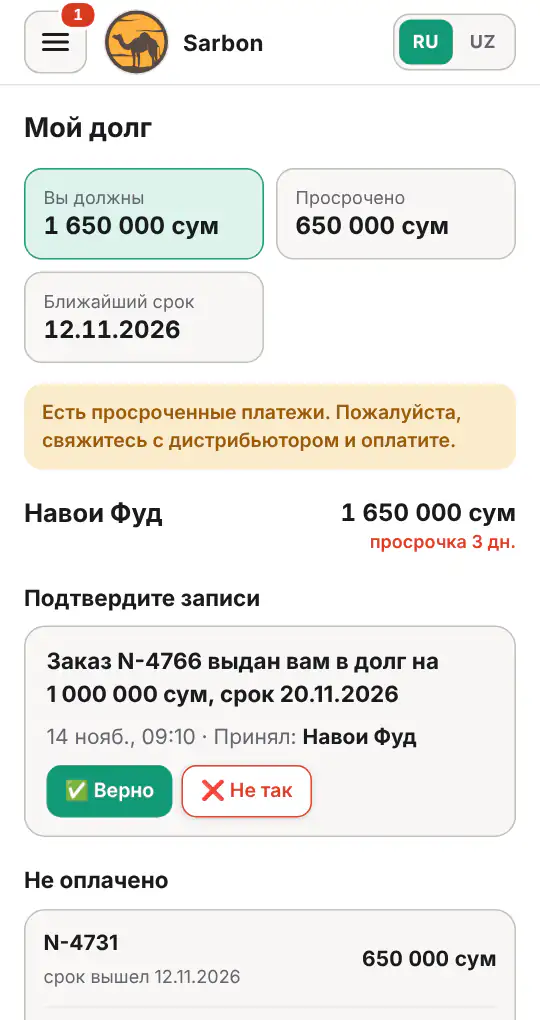 1
Sarbon
RU
UZ
Мой долг
Вы должны
1 650 000 сум
Просрочено
650 000 сум
Ближайший срок
12.11.2026
Есть просроченные платежи. Пожалуйста,
свяжитесь с дистрибьютором и оплатите.
Навои Фуд
1 650 000 сум
просрочка 3 дн.
Подтвердите записи
Заказ N-4766 выдан вам в долг на
1 000 000 сум, срок 20.11.2026
14 нояб., 09:10 · Принял: Навои Фуд
✅ Верно
❌ Не так
Не оплачено
N-4731
650 000 сум
срок вышел 12.11.2026